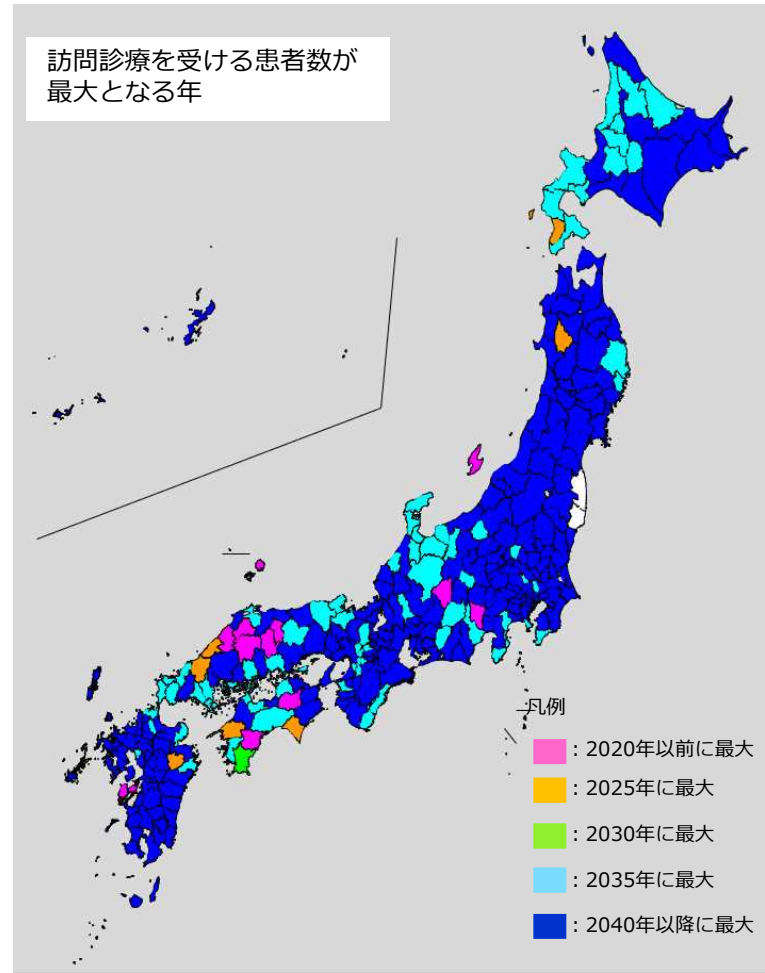 訪問診療を受ける患者数が
最大となる年
凡例
：2020年以前に最大
：2025年に最大
：2030年に最大
：2035年に最大
：2040年以降に最大